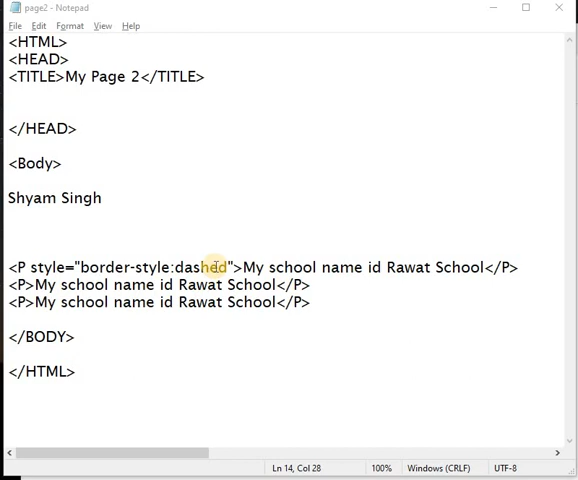 page2 - Notepad
File Edit Format View Help
<HTML>
<HEAD>
<TITLE>My Page 2</TITLE>
</HEAD>
<Body>
Shyam Singh
<P style="border-style:dashed">My school name id Rawat School</P>
<P>My school name id Rawat School</P>
<P>My school name id Rawat School</P>
</BODY>
</HTML>
Ln 14, Col 28 100% Windows (CRLF) UTF-8